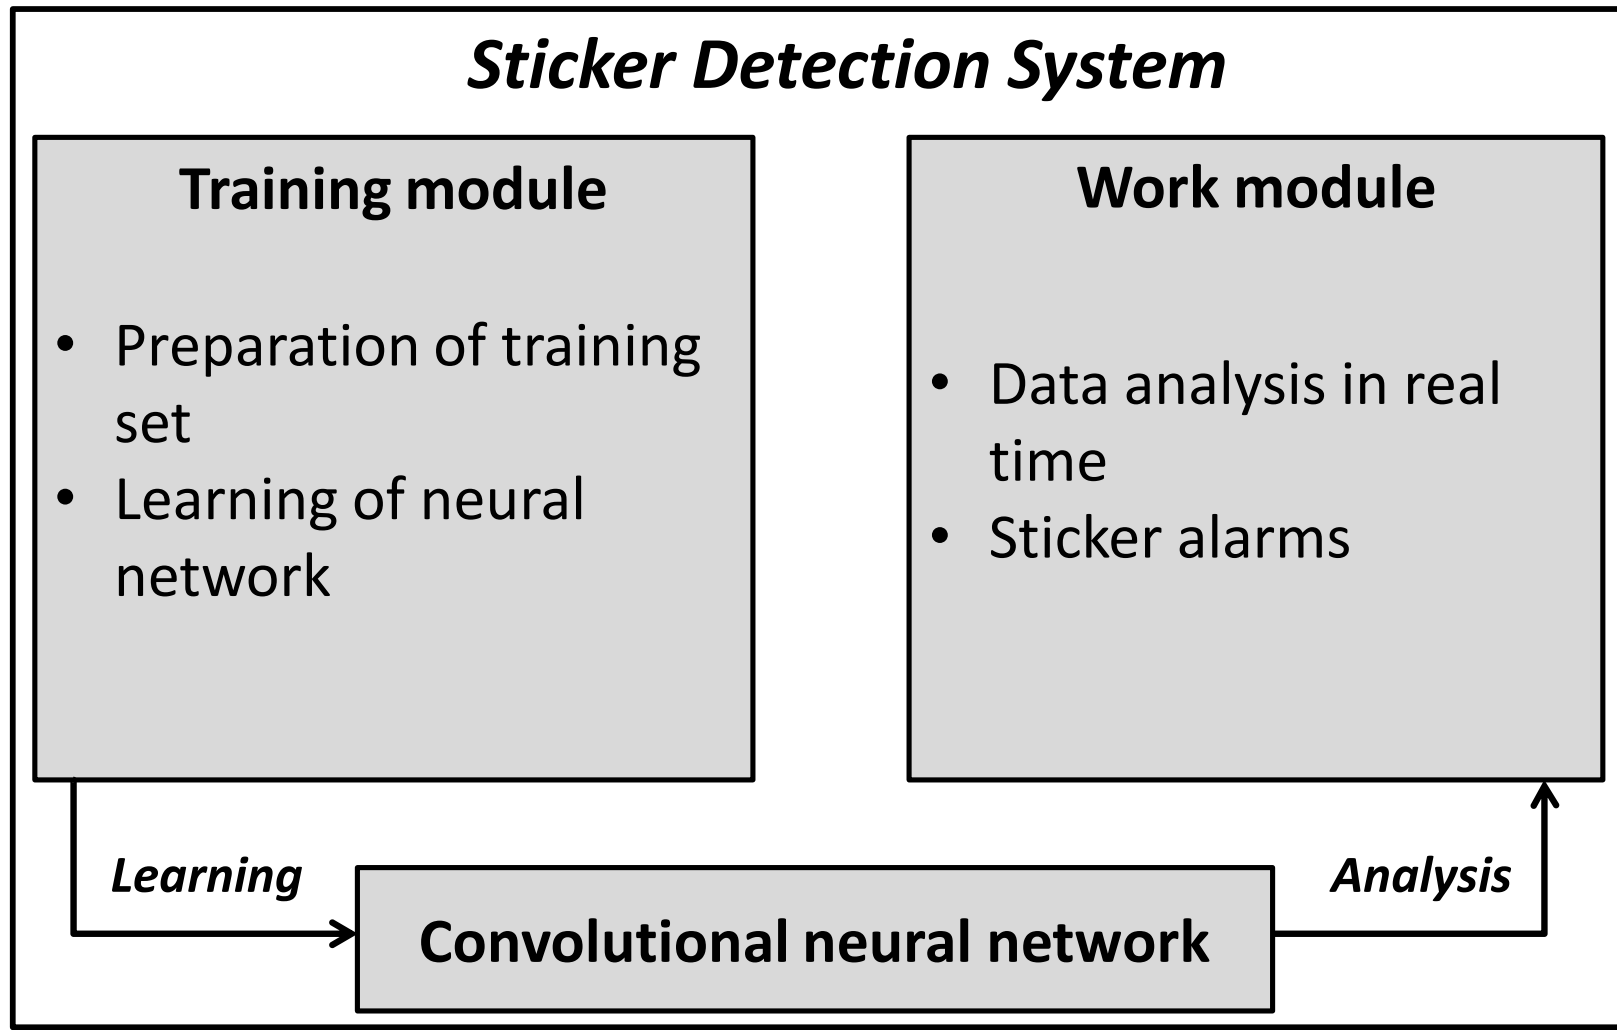 Sticker Detection System
Training module
• Preparation of training
set
• Learning of neural
network
Work module
• Data analysis in real
time
• Sticker alarms
Learning
Convolutional neural network
Analysis